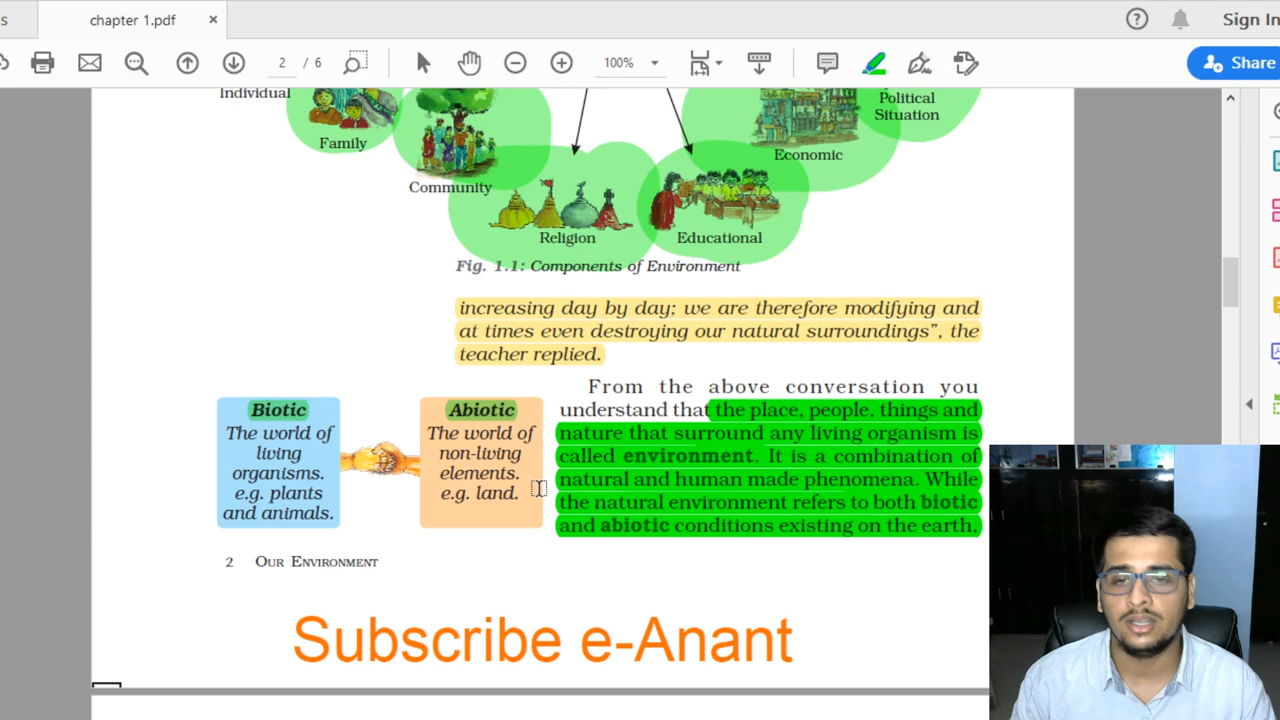 s
chapter 1.pdf
×
?
Sign In
2 / 6
100%
Share
Individual
Family
Community
Religion
Educational
Economic
Political
Situation
Fig. 1.1: Components of Environment
increasing day by day; we are therefore modifying and
at times even destroying our natural surroundings”, the
teacher replied.
From the above conversation you
understand that the place, people, things and
nature that surround any living organism is
called environment. It is a combination of
natural and human made phenomena. While
the natural environment refers to both biotic
and abiotic conditions existing on the earth,
Biotic
The world of
living
organisms.
e.g. plants
and animals.
Abiotic
The world of
non-living
elements.
e.g. land.
2 OUR ENVIRONMENT
Subscribe e-Anant